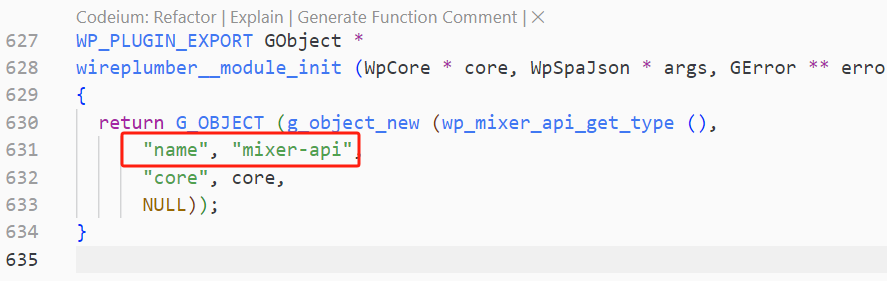 Codeium: Refactor | Explain | Generate Function Comment | ×
627 WP_PLUGIN_EXPORT GObject *
628 wireplumber__module_init (WpCore * core, WpSpaJson * args, GError ** erro
629 {
630 return G_OBJECT (g_object_new (wp_mixer_api_get_type (),
631 "name", "mixer-api",
632 "core", core,
633 NULL));
634 }
635